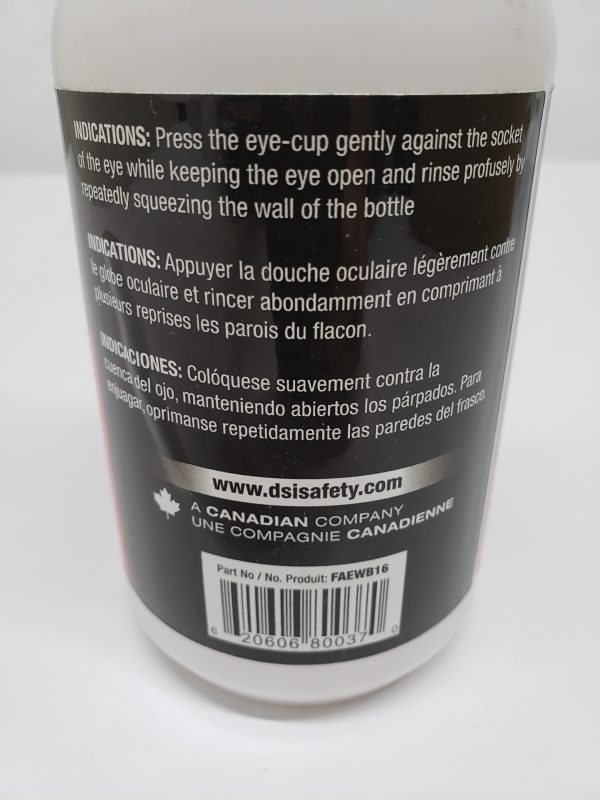 INDICATIONS: Press the eye-cup gently against the socket
of the eye while keeping the eye open and rinse profusely by
repeatedly squeezing the wall of the bottle
INDICATIONS: Appuyer la douche oculaire légèrement contre
le globe oculaire et rincer abondamment en comprimant à
plusieurs reprises les parois du flacon.
INDICACIONES: Colóquese suavemente contra la
cuenca del ojo, manteniendo abiertos los párpados. Para
enjuagar, oprimanse repetidamente las paredes del frasco.
www.dsisafety.com
A CANADIAN COMPANY
UNE COMPAGNIE CANADIENNE
Part No / No. Produit: FAEWB16
6 20606 80037 0